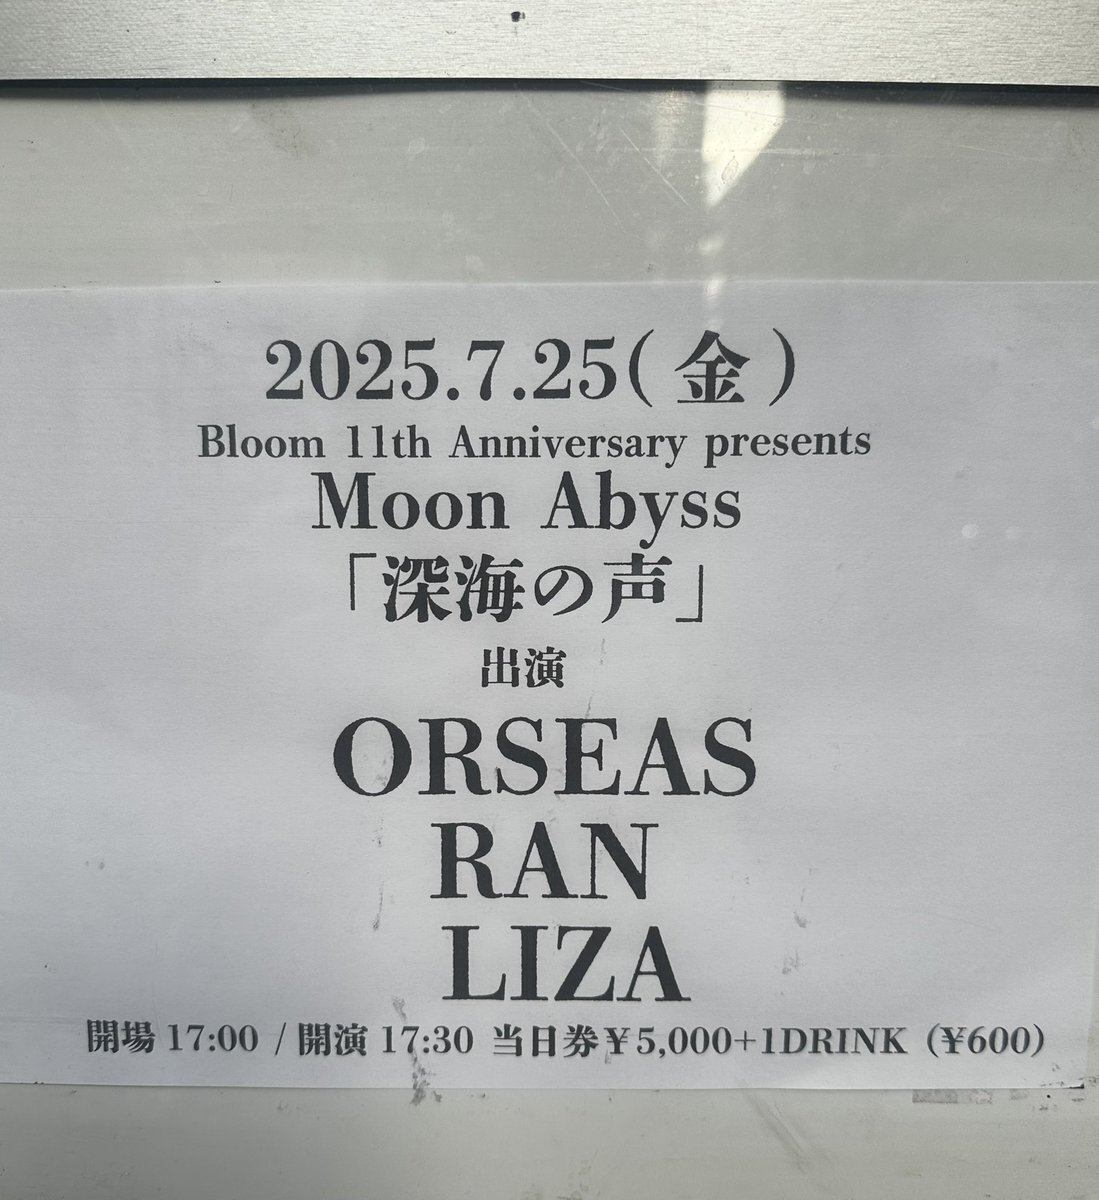 2025.7.25(金)
Bloom 11th Anniversary presents
Moon Abyss
「深海の声」
出演
ORSEAS
RAN
LIZA
開場 17:00 / 開演 17:30 当日券￥5,000+1DRINK (¥600)